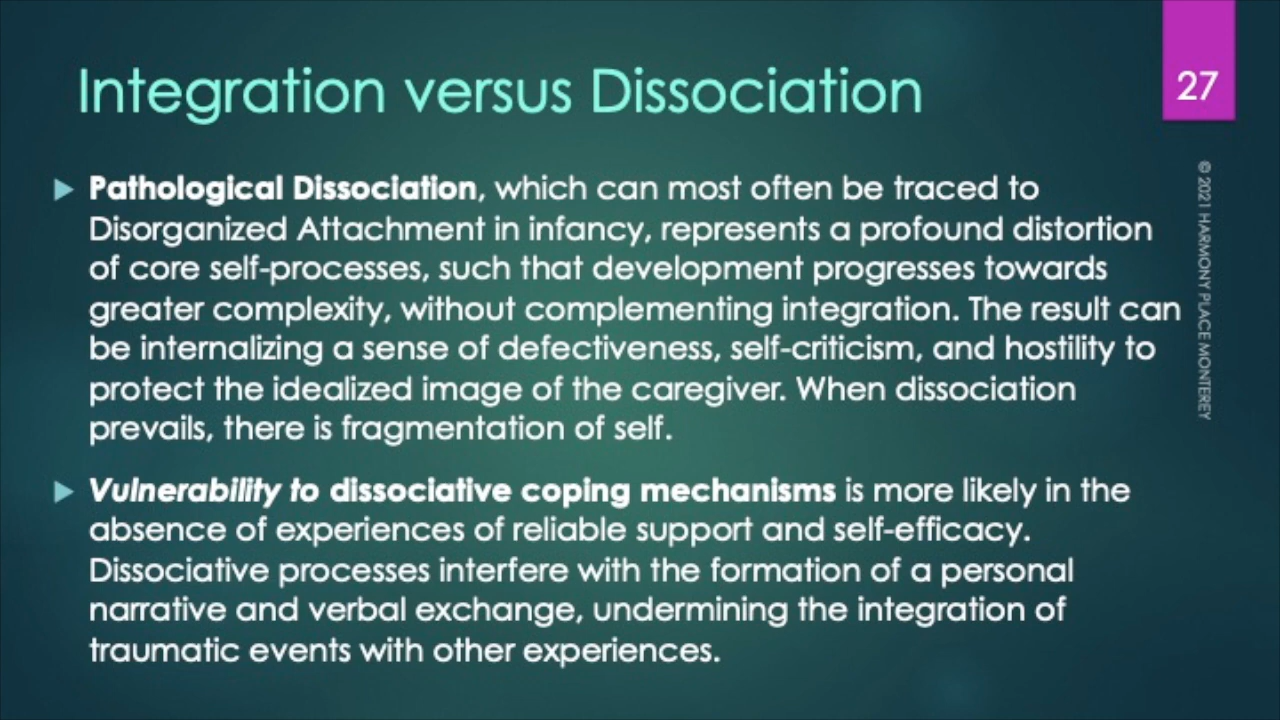 Integration versus Dissociation
27
Pathological Dissociation, which can most often be traced to
Disorganized Attachment in infancy, represents a profound distortion
of core self-processes, such that development progresses towards
greater complexity, without complementing integration. The result can
be internalizing a sense of defectiveness, self-criticism, and hostility to
protect the idealized image of the caregiver. When dissociation
prevails, there is fragmentation of self.
Vulnerability to dissociative coping mechanisms is more likely in the
absence of experiences of reliable support and self-efficacy.
Dissociative processes interfere with the formation of a personal
narrative and verbal exchange, undermining the integration of
traumatic events with other experiences.
© 2021 HARMONY PLACE MONTEREY